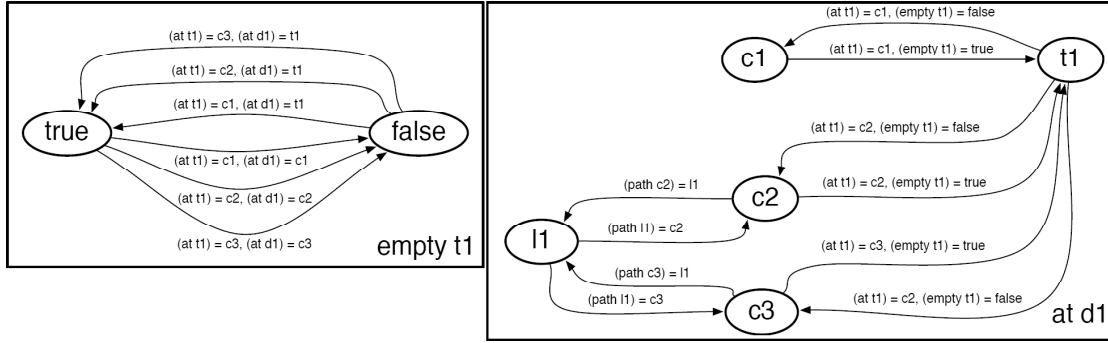 (at t1) = c3, (at d1) = t1
(at t1) = c2, (at d1) = t1
(at t1) = c1, (at d1) = t1
true
false
(at t1) = c1, (at d1) = c1
(at t1) = c2, (at d1) = c2
(at t1) = c3, (at d1) = c3
empty t1
(at t1) = c1, (empty t1) = false
c1
(at t1) = c1, (empty t1) = true
t1
(at t1) = c2, (empty t1) = false
(path c2) = l1
c2
(at t1) = c2, (empty t1) = true
l1
(path l1) = c2
(at t1) = c3, (empty t1) = true
(path c3) = l1
(path l1) = c3
c3
(at t1) = c2, (empty t1) = false
at d1